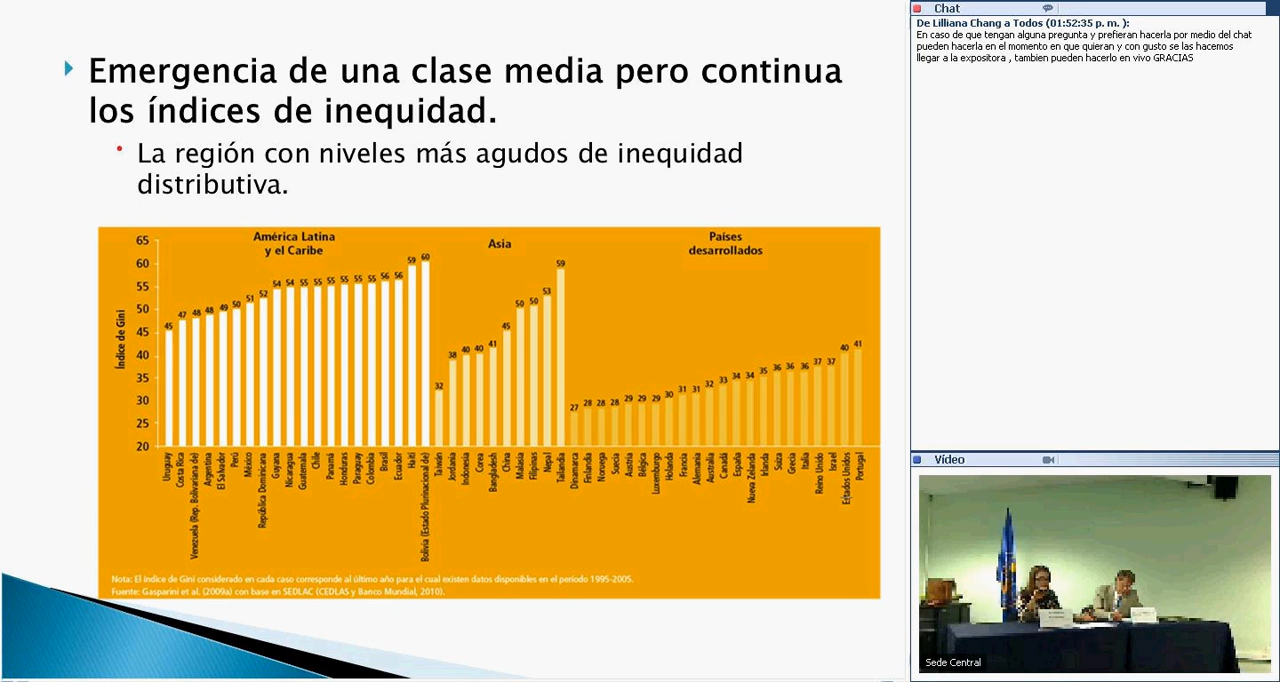 Emergencia de una clase media pero continua
los índices de inequidad.
La región con niveles más agudos de inequidad
distributiva.
América Latina
y el Caribe
Asia
Países
desarrollados
Índice de Gini
65
60
55
50
45
40
35
30
25
20
45
47
48
48
49
50
51
52
54
54
55
55
55
55
55
55
56
56
59
60
32
38
40
40
41
45
50
50
53
59
27
28
28
28
29
29
29
30
31
31
32
33
34
34
35
36
36
36
37
37
40
41
Uruguay
Costa Rica
Venezuela (Rep. Bolivariana de)
Argentina
El Salvador
Perú
México
República Dominicana
Guyana
Nicaragua
Guatemala
Chile
Panamá
Honduras
Paraguay
Colombia
Brasil
Ecuador
Haití
Bolivia (Estado Plurinacional de)
Taiwán
Jordania
Indonesia
Corea
Bangladesh
China
Malasia
Filipinas
Nepal
Tailandia
Dinamarca
Finlandia
Noruega
Suecia
Austria
Bélgica
Luxemburgo
Holanda
Francia
Alemania
Australia
Canadá
España
Nueva Zelanda
Irlanda
Suiza
Grecia
Italia
Reino Unido
Israel
Estados Unidos
Portugal
Nota: El índice de Gini considerado en cada caso corresponde al último año para el cual existen datos disponibles en el período 1995-2005.
Fuente: Gasparini et al. (2009a) con base en SEDLAC (CEDLAS y Banco Mundial, 2010).
Chat
De Lilliana Chang a Todos (01:52:35 p. m. ):
En caso de que tengan alguna pregunta y prefieran hacerla por medio del chat
pueden hacerla en el momento en que quieran y con gusto se las hacemos
llegar a la expositora , tambien pueden hacerlo en vivo GRACIAS
Vídeo
Sede Central